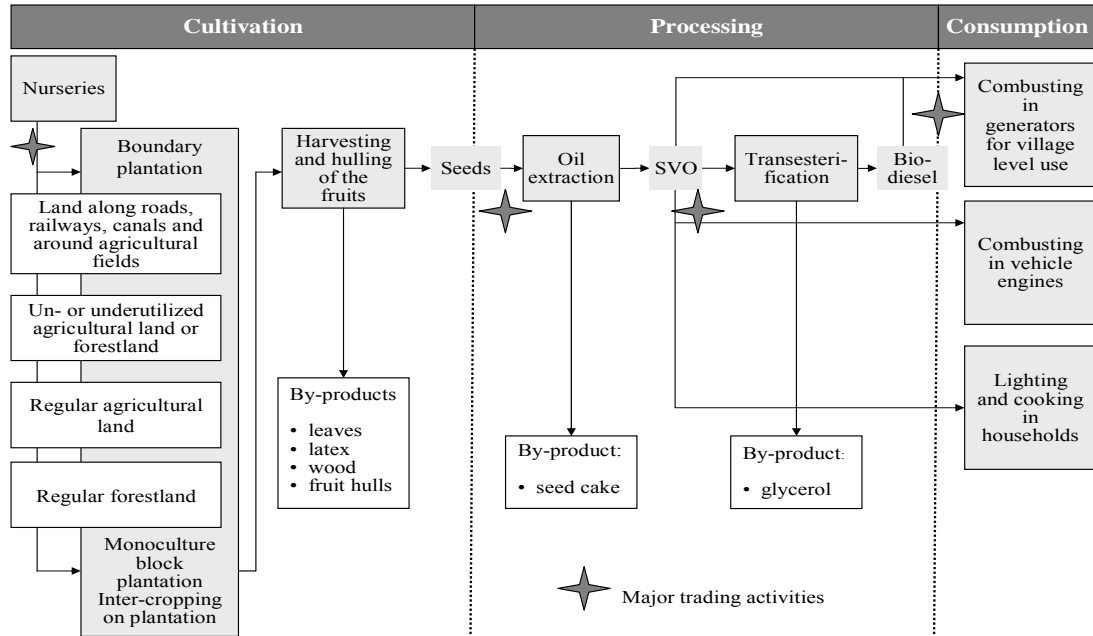 Cultivation
Processing
Consumption
Nurseries
Boundary
plantation
Land along roads,
railways, canals and
around agricultural
fields
Un- or underutilized
agricultural land or
forestland
Regular agricultural
land
Regular forestland
Monoculture
block
plantation
Inter-cropping
on plantation
Harvesting
and hulling
of the
fruits
By-products
• leaves
• latex
• wood
• fruit hulls
Seeds
Oil
extraction
By-product:
• seed cake
SVO
Transesteri-
fication
By-product:
• glycerol
Bio-
diesel
Combusting
in
generators
for village
level use
Combusting
in vehicle
engines
Lighting
and cooking
in
households
Major trading activities